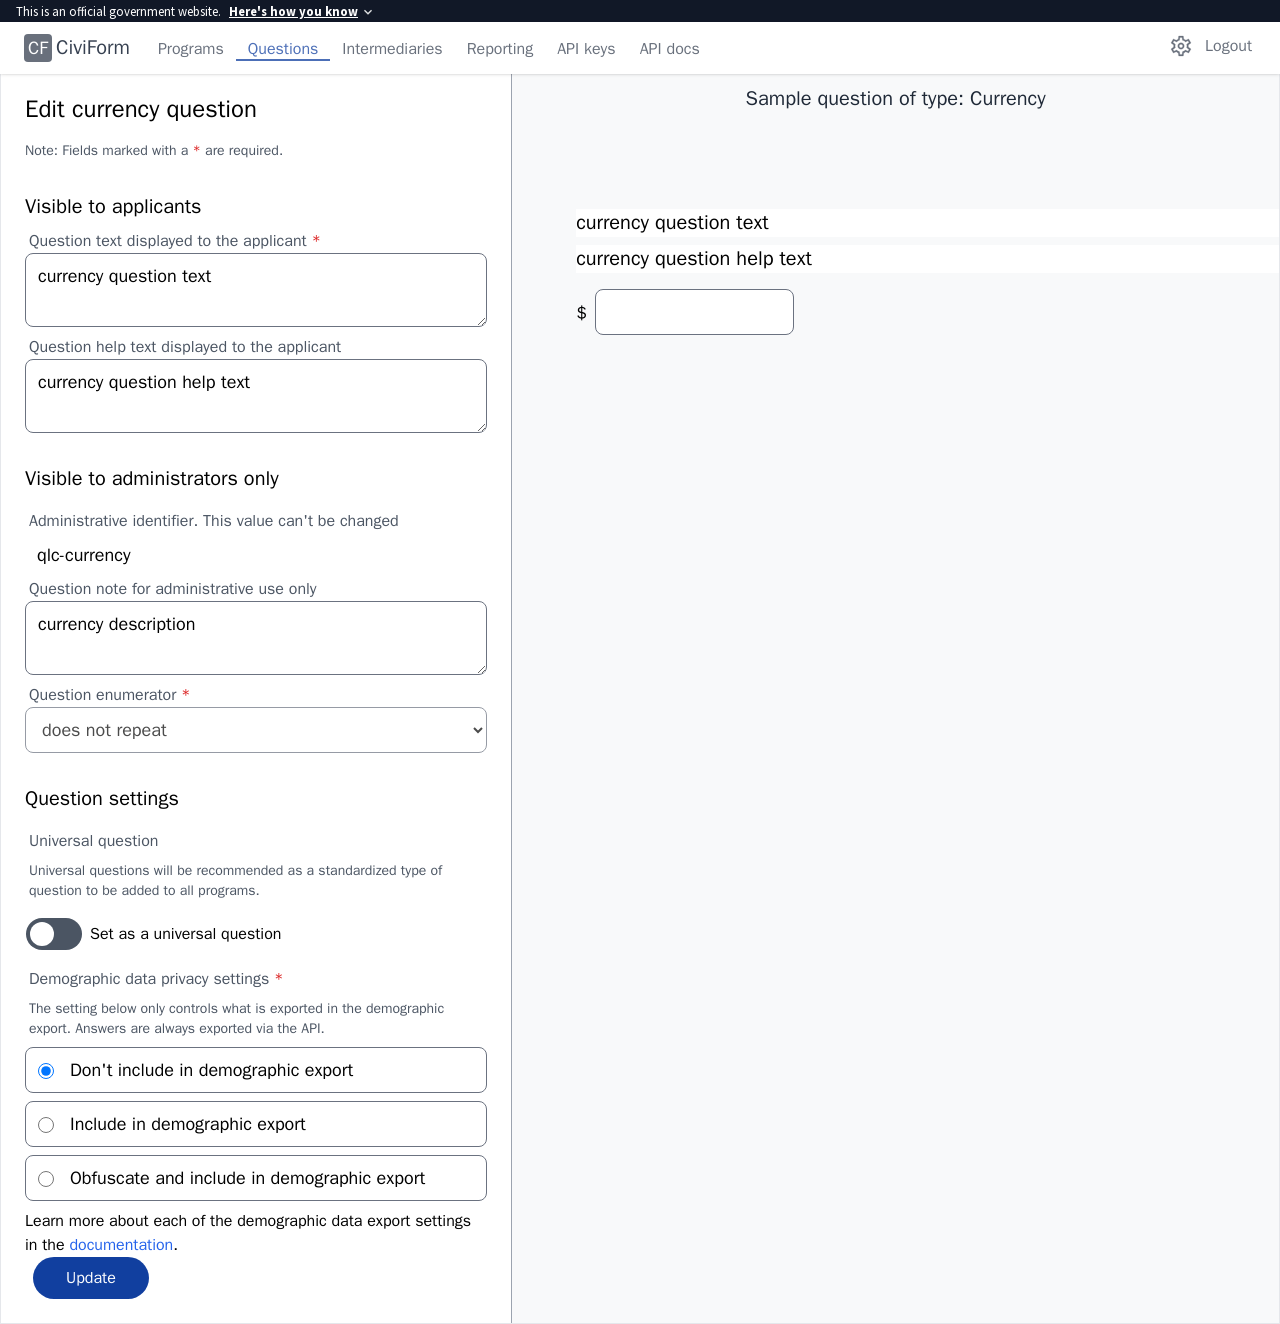 This is an official government website. Here's how you know
CF CiviForm Programs Questions Intermediaries Reporting API keys API docs Logout
Edit currency question
Note: Fields marked with a * are required.
Visible to applicants
Question text displayed to the applicant *
currency question text
Question help text displayed to the applicant
currency question help text
Visible to administrators only
Administrative identifier. This value can't be changed
qlc-currency
Question note for administrative use only
currency description
Question enumerator *
does not repeat
Question settings
Universal question
Universal questions will be recommended as a standardized type of
question to be added to all programs.
Set as a universal question
Demographic data privacy settings *
The setting below only controls what is exported in the demographic
export. Answers are always exported via the API.
Don't include in demographic export
Include in demographic export
Obfuscate and include in demographic export
Learn more about each of the demographic data export settings
in the documentation.
Update
Sample question of type: Currency
currency question text
currency question help text
$